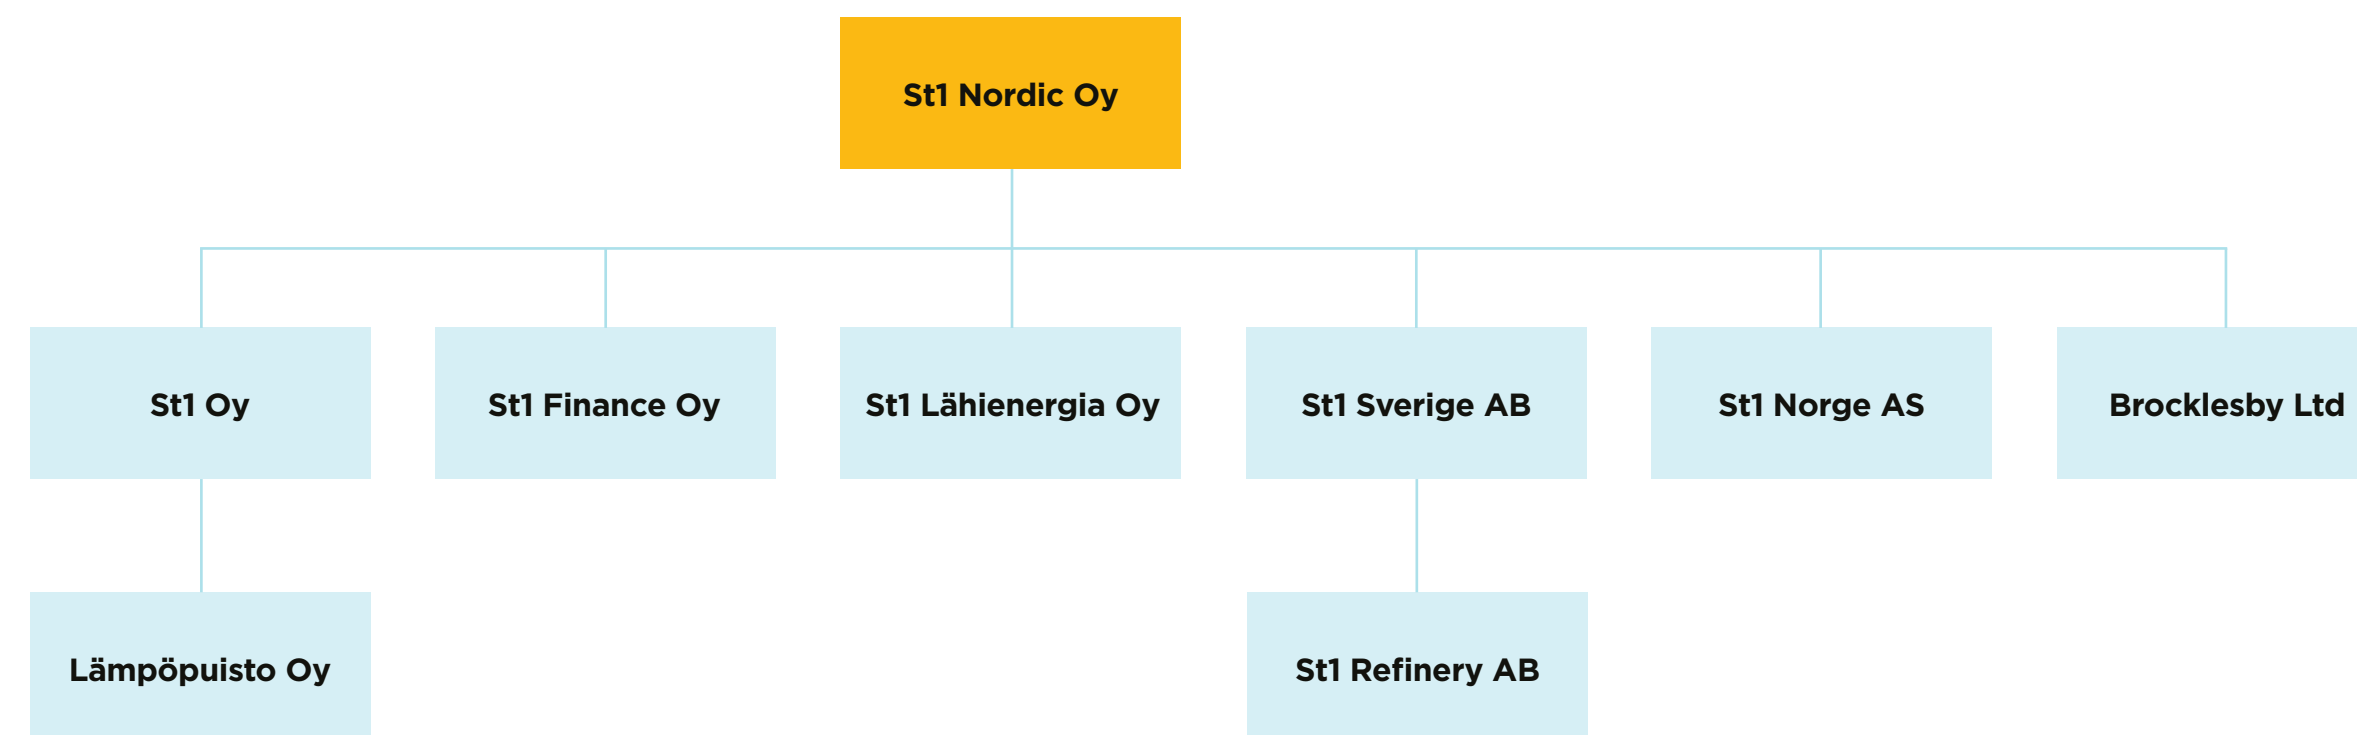 St1 Nordic Oy
St1 Oy
St1 Finance Oy
St1 Lähienergia Oy
St1 Sverige AB
St1 Norge AS
Brocklesby Ltd
Lämpöpuisto Oy
St1 Refinery AB